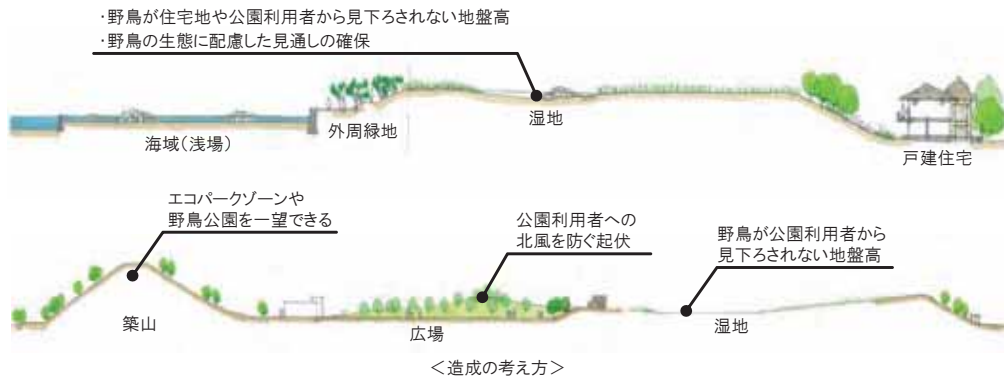 ・野鳥が住宅地や公園利用者から見下ろされない地盤高
・野鳥の生態に配慮した見通しの確保
海域（浅場）
外周緑地
湿地
戸建住宅
エコパークゾーンや
野鳥公園を一望できる
公園利用者への
北風を防ぐ起伏
野鳥が公園利用者から
見下ろされない地盤高
築山
広場
湿地
＜造成の考え方＞